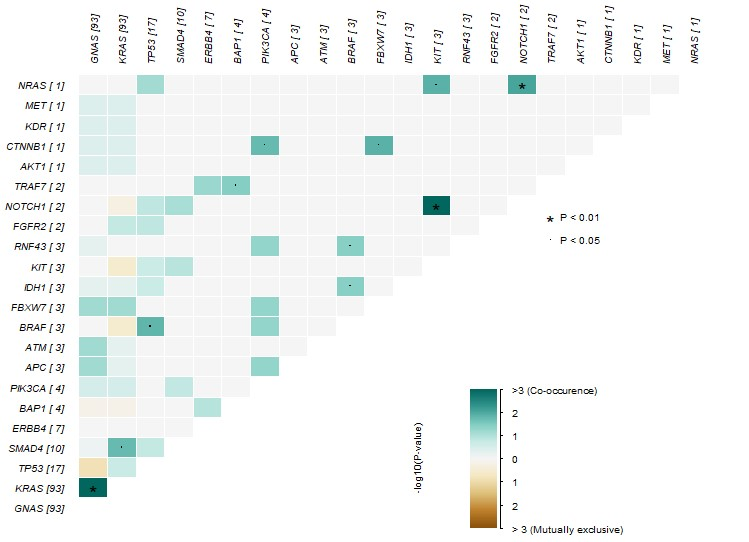 GNAS [93]
KRAS [93]
TP53 [17]
SMAD4 [10]
ERBB4 [ 7]
BAP1 [ 4]
PIK3CA [ 4]
APC [ 3]
ATM [ 3]
BRAF [ 3]
FBXW7 [ 3]
IDH1 [ 3]
KIT [ 3]
RNF43 [ 3]
FGFR2 [ 2]
NOTCH1 [ 2]
TRAF7 [ 2]
AKT1 [ 1]
CTNNB1 [ 1]
KDR [ 1]
MET [ 1]
NRAS [ 1]
NRAS [ 1]
MET [ 1]
KDR [ 1]
CTNNB1 [ 1]
AKT1 [ 1]
TRAF7 [ 2]
NOTCH1 [ 2]
* P < 0.01
FGFR2 [ 2]
· P < 0.05
RNF43 [ 3]
KIT [ 3]
IDH1 [ 3]
FBXW7 [ 3]
BRAF [ 3]
ATM [ 3]
APC [ 3]
PIK3CA [ 4]
BAP1 [ 4]
ERBB4 [ 7]
SMAD4 [10]
TP53 [17]
KRAS [93]
GNAS [93]
-log10(P-value)
>3 (Co-occurence)
2
1
0
1
2
> 3 (Mutually exclusive)